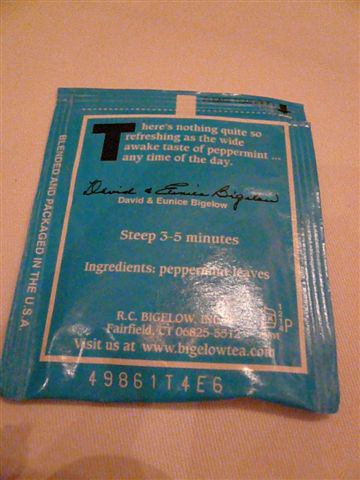 There's nothing quite so
refreshing as the wide
awake taste of peppermint ...
any time of the day.
David & Eunice Bigelow
David & Eunice Bigelow
Steep 3-5 minutes
Ingredients: peppermint leaves
R.C. BIGELOW, INC.
Fairfield, CT 06825-5512
Visit us at www.bigelowtea.com
BLENDED AND PACKAGED IN THE U.S.A.
P
49861T4E6